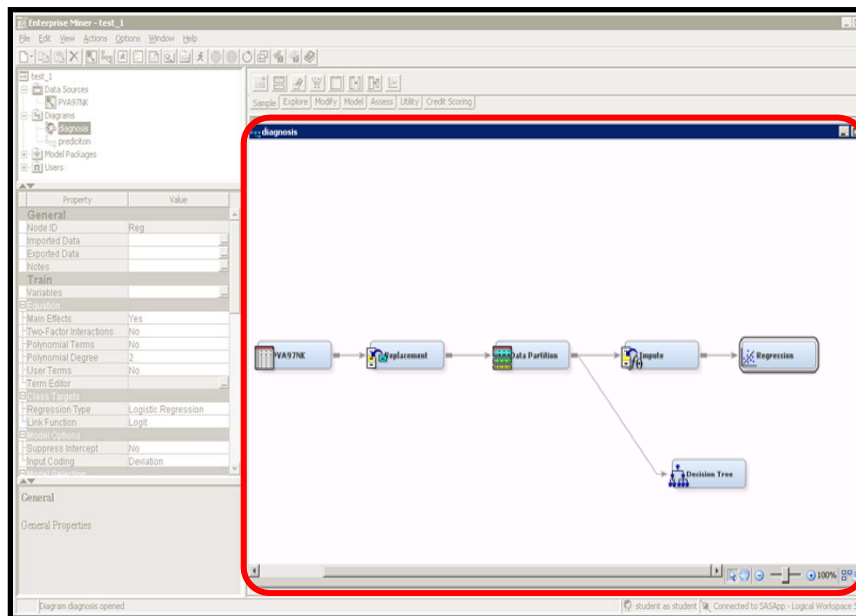 Enterprise Miner - test_1
File Edit View Actions Options Window Help
test_1
Data Sources
PVA97NK
Diagrams
diagnosis
prediciton
Model Packages
Users
Sample Explore Modify Model Assess Utility Credit Scoring
diagnosis
Property Value
General
Node ID Reg
Imported Data
Exported Data
Notes
Train
Variables
Equation
Main Effects Yes
Two-Factor Interactions No
Polynomial Terms No
Polynomial Degree 2
User Terms No
Term Editor
Class Targets
Regression Type Logistic Regression
Link Function Logit
Model Options
Suppress Intercept No
Input Coding Deviation
Model Selection
PVA97NK Replacement Data Partition Impute Regression
Decision Tree
General
General Properties
100%
Diagram diagnosis opened student as student Connected to SASApp - Logical Workspace S